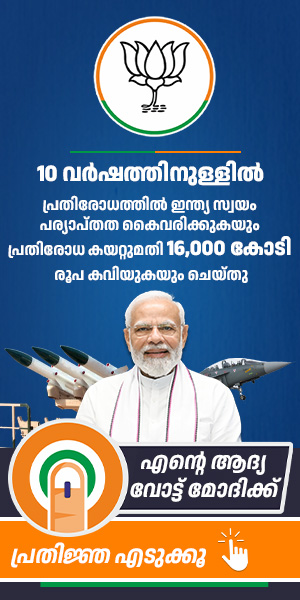 10 വർഷത്തിനുള്ളിൽ
പ്രതിരോധത്തിൽ ഇന്ത്യ സ്വയം
പര്യാപ്തത കൈവരിക്കുകയും
പ്രതിരോധ കയറ്റുമതി 16,000 കോടി
രൂപ കവിയുകയും ചെയ്തു
എന്റെ ആദ്യ
വോട്ട് മോദിക്ക്
പ്രതിജ്ഞ എടുക്കൂ